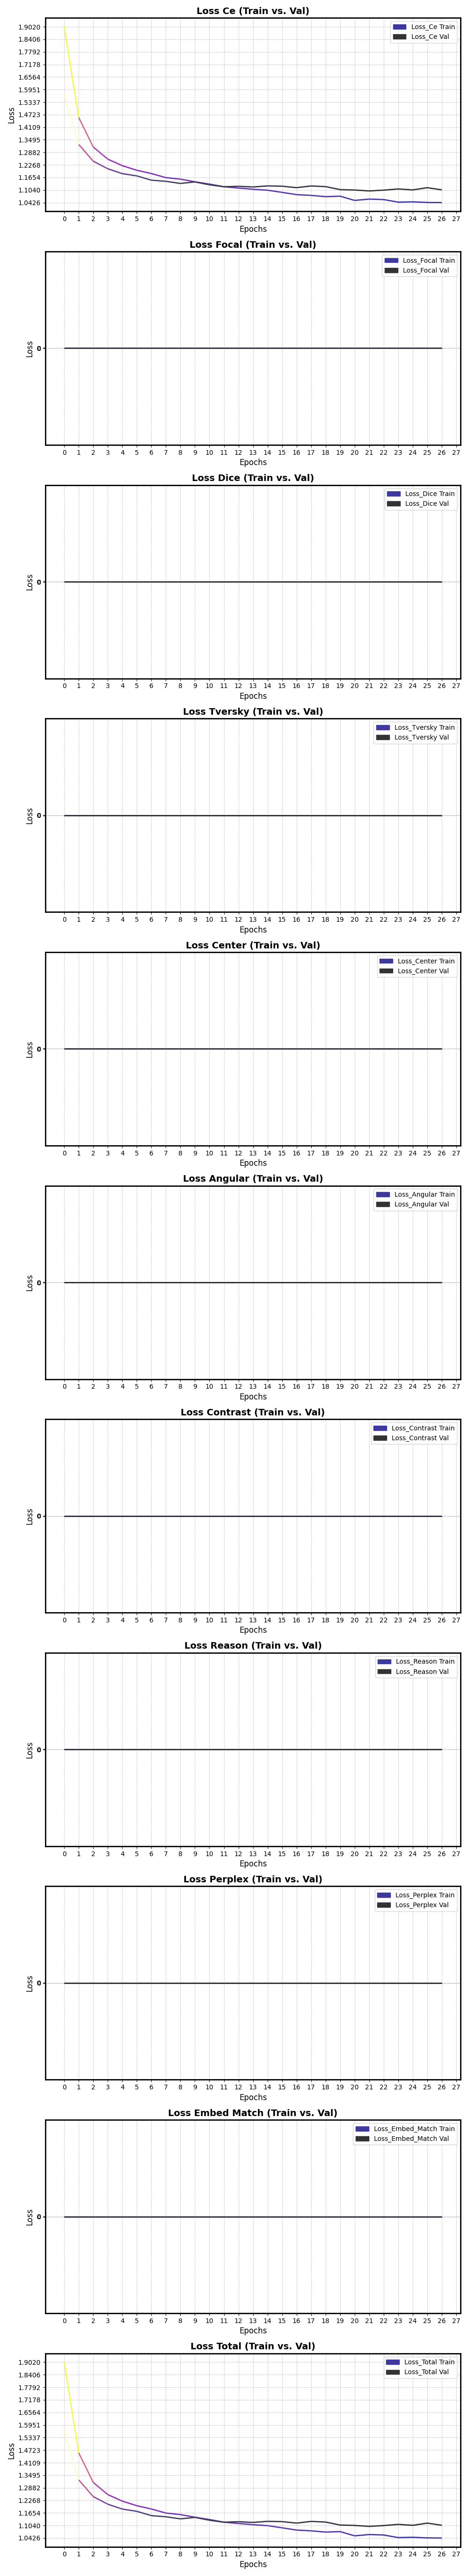 Loss Ce (Train vs. Val)
Loss_Ce Train
Loss_Ce Val
1.9020
1.8406
1.7792
1.7178
1.6564
1.5951
1.5337
1.4723
1.4109
1.3495
1.2882
1.2268
1.1654
1.1040
1.0426
Loss
0 1 2 3 4 5 6 7 8 9 10 11 12 13 14 15 16 17 18 19 20 21 22 23 24 25 26 27
Epochs
Loss Focal (Train vs. Val)
Loss_Focal Train
Loss_Focal Val
0
Loss
0 1 2 3 4 5 6 7 8 9 10 11 12 13 14 15 16 17 18 19 20 21 22 23 24 25 26 27
Epochs
Loss Dice (Train vs. Val)
Loss_Dice Train
Loss_Dice Val
0
Loss
0 1 2 3 4 5 6 7 8 9 10 11 12 13 14 15 16 17 18 19 20 21 22 23 24 25 26 27
Epochs
Loss Tversky (Train vs. Val)
Loss_Tversky Train
Loss_Tversky Val
0
Loss
0 1 2 3 4 5 6 7 8 9 10 11 12 13 14 15 16 17 18 19 20 21 22 23 24 25 26 27
Epochs
Loss Center (Train vs. Val)
Loss_Center Train
Loss_Center Val
0
Loss
0 1 2 3 4 5 6 7 8 9 10 11 12 13 14 15 16 17 18 19 20 21 22 23 24 25 26 27
Epochs
Loss Angular (Train vs. Val)
Loss_Angular Train
Loss_Angular Val
0
Loss
0 1 2 3 4 5 6 7 8 9 10 11 12 13 14 15 16 17 18 19 20 21 22 23 24 25 26 27
Epochs
Loss Contrast (Train vs. Val)
Loss_Contrast Train
Loss_Contrast Val
0
Loss
0 1 2 3 4 5 6 7 8 9 10 11 12 13 14 15 16 17 18 19 20 21 22 23 24 25 26 27
Epochs
Loss Reason (Train vs. Val)
Loss_Reason Train
Loss_Reason Val
0
Loss
0 1 2 3 4 5 6 7 8 9 10 11 12 13 14 15 16 17 18 19 20 21 22 23 24 25 26 27
Epochs
Loss Perplex (Train vs. Val)
Loss_Perplex Train
Loss_Perplex Val
0
Loss
0 1 2 3 4 5 6 7 8 9 10 11 12 13 14 15 16 17 18 19 20 21 22 23 24 25 26 27
Epochs
Loss Embed Match (Train vs. Val)
Loss_Embed_Match Train
Loss_Embed_Match Val
0
Loss
0 1 2 3 4 5 6 7 8 9 10 11 12 13 14 15 16 17 18 19 20 21 22 23 24 25 26 27
Epochs
Loss Total (Train vs. Val)
Loss_Total Train
Loss_Total Val
1.9020
1.8406
1.7792
1.7178
1.6564
1.5951
1.5337
1.4723
1.4109
1.3495
1.2882
1.2268
1.1654
1.1040
1.0426
Loss
0 1 2 3 4 5 6 7 8 9 10 11 12 13 14 15 16 17 18 19 20 21 22 23 24 25 26 27
Epochs